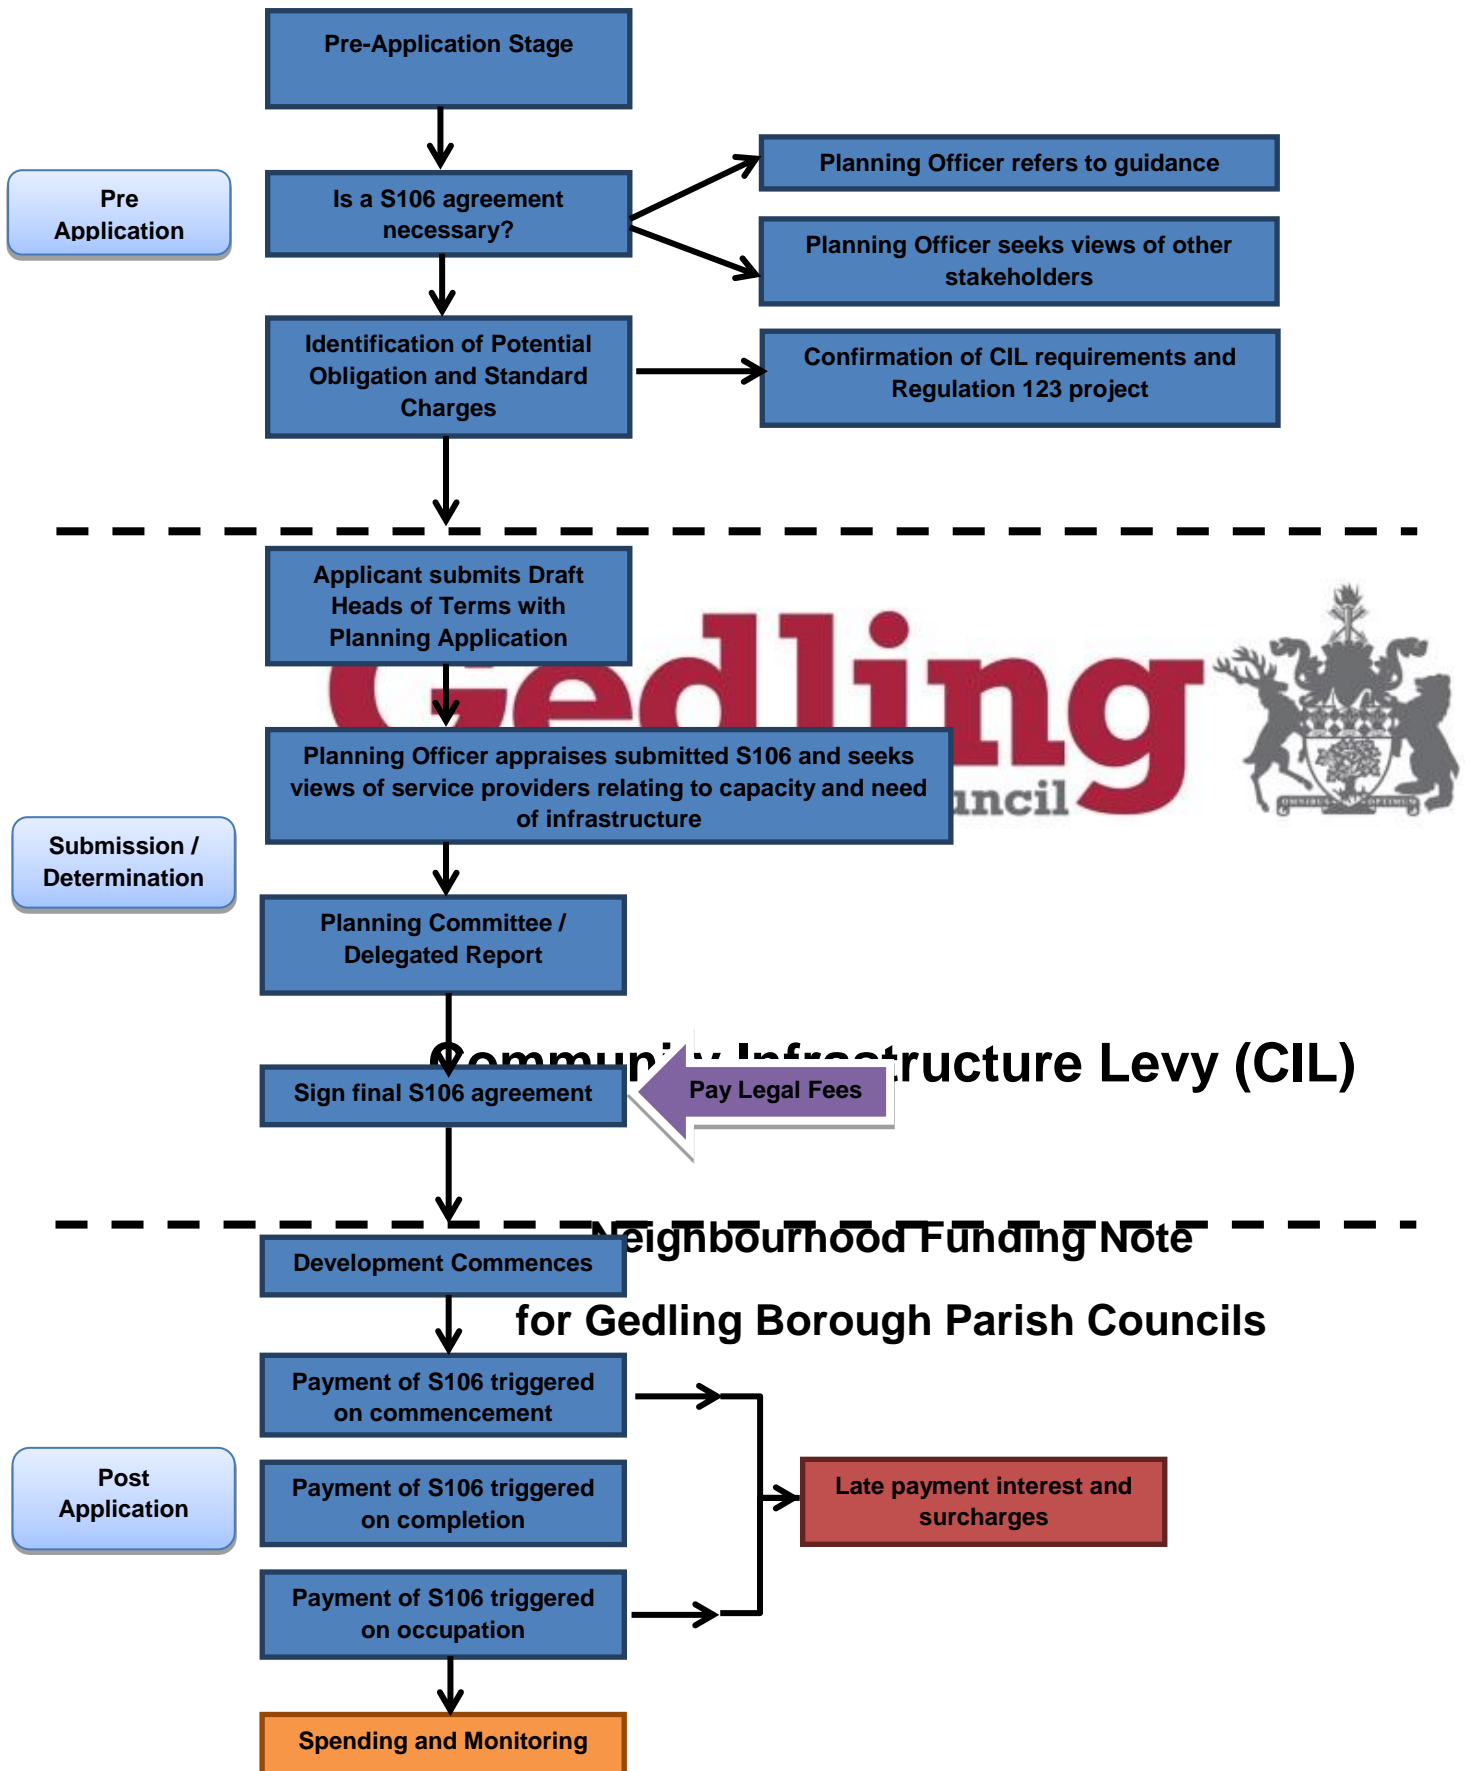 Pre-Application Stage
Pre
Application
Is a S106 agreement
necessary?
Planning Officer refers to guidance
Planning Officer seeks views of other
stakeholders
Identification of Potential
Obligation and Standard
Charges
Confirmation of CIL requirements and
Regulation 123 project
Applicant submits Draft
Heads of Terms with
Planning Application
Gedling
Planning Officer appraises submitted S106 and seeks
views of service providers relating to capacity and need
of infrastructure
uncil
OMNIBUS OPTIMUS
Submission /
Determination
Planning Committee /
Delegated Report
Community Infrastructure Levy (CIL)
Sign final S106 agreement
Pay Legal Fees
Neighbourhood Funding Note
Development Commences
for Gedling Borough Parish Councils
Payment of S106 triggered
on commencement
Post
Application
Payment of S106 triggered
on completion
Late payment interest and
surcharges
Payment of S106 triggered
on occupation
Spending and Monitoring